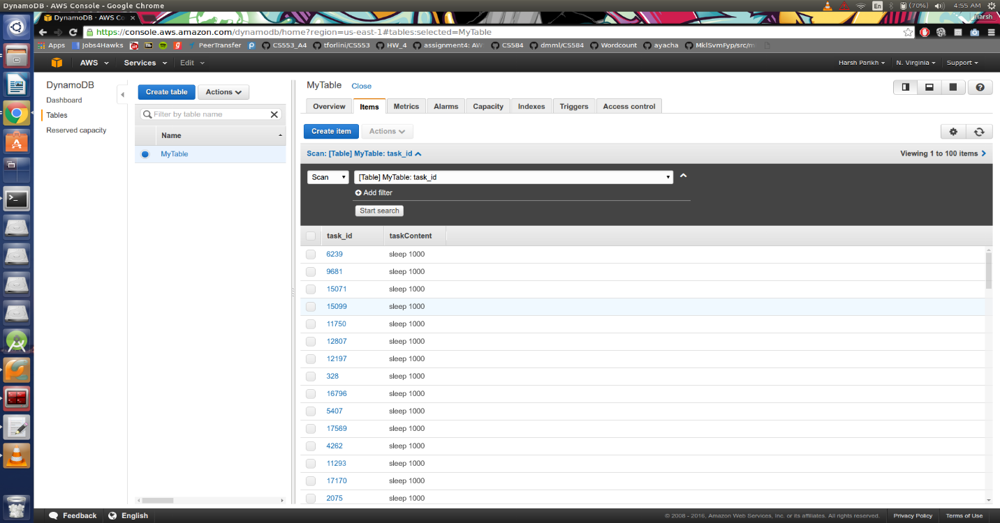 DynamoDB · AWS Console - Google Chrome
En (70%) 4:55 AM
DynamoDB · AWS Co
Harsh
https://console.aws.amazon.com/dynamodb/home?region=us-east-1#tables:selected=MyTable
Apps Jobs4Hawks PeerTransfer CS553_A4 tforlini/CS553 HW_4 assignment4: AW CS584 dmml/CS584 Wordcount ayacha MklSvmFyp/src/m
AWS Services Edit Harsh Parikh N. Virginia Support
DynamoDB
Dashboard
Tables
Reserved capacity
Create table Actions
Filter by table name
Name
MyTable
MyTable Close
Overview Items Metrics Alarms Capacity Indexes Triggers Access control
Create item Actions
Scan: [Table] MyTable: task_id Viewing 1 to 100 items
Scan [Table] MyTable: task_id
Add filter
Start search
task_id taskContent
6239 sleep 1000
9681 sleep 1000
15071 sleep 1000
15099 sleep 1000
11750 sleep 1000
12807 sleep 1000
12197 sleep 1000
328 sleep 1000
16796 sleep 1000
5407 sleep 1000
17569 sleep 1000
4262 sleep 1000
11293 sleep 1000
17170 sleep 1000
2075 sleep 1000
Feedback English © 2008 - 2016, Amazon Web Services, Inc. or its affiliates. All rights reserved. Privacy Policy Terms of Use